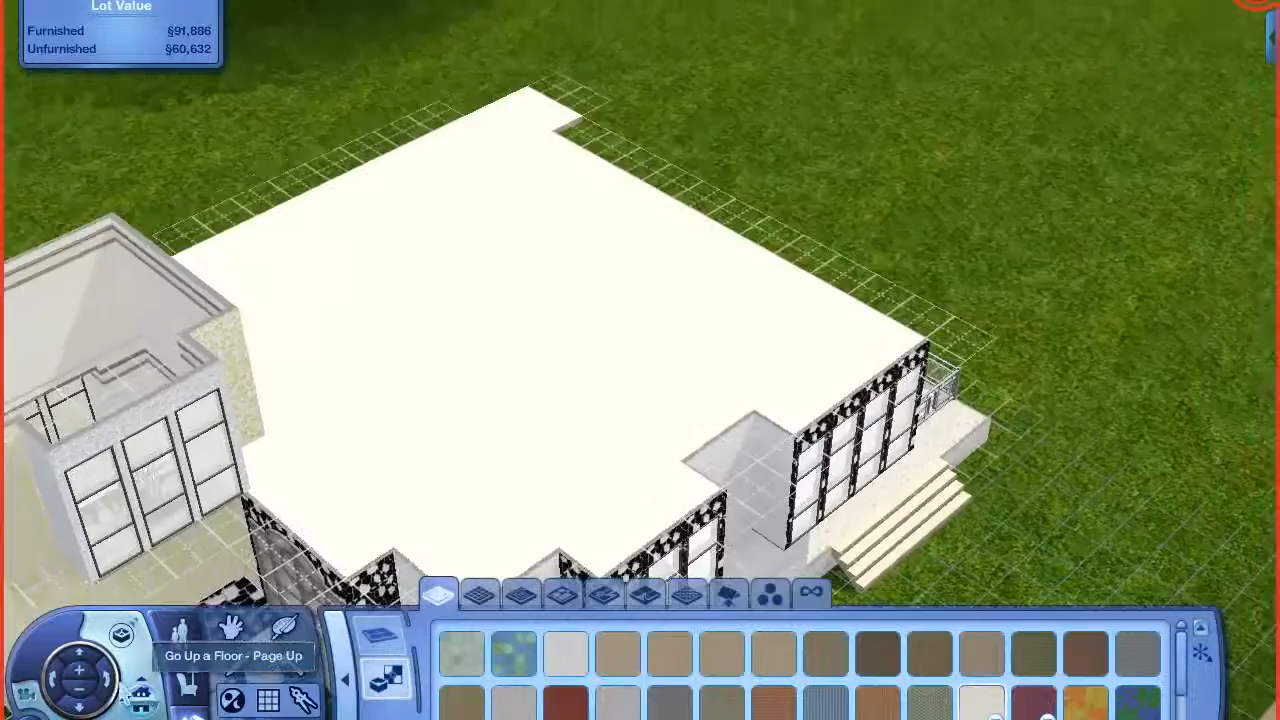 Lot Value
Furnished §91,886
Unfurnished §60,632
Go Up a Floor - Page Up